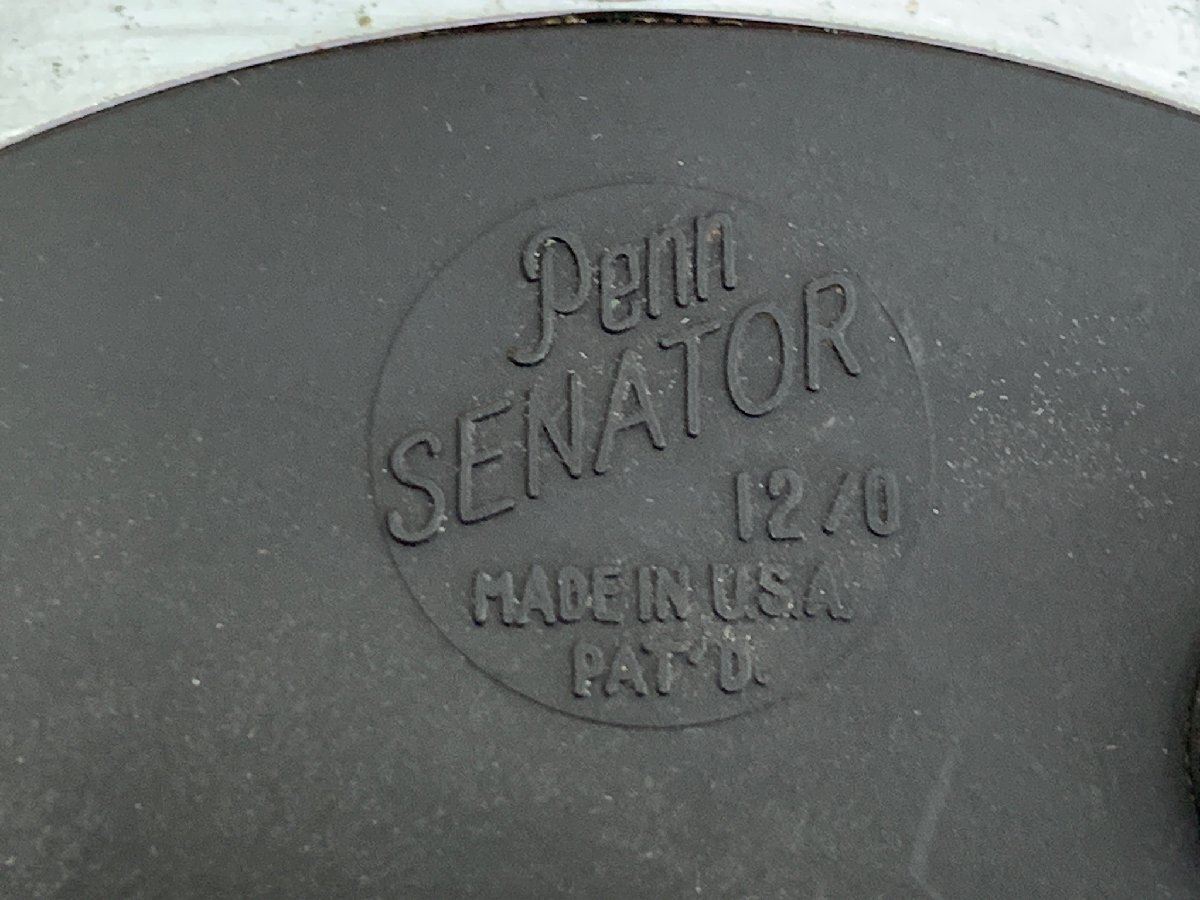 Penn
SENATOR
12/0
MADE IN U.S.A.
PAT'D.